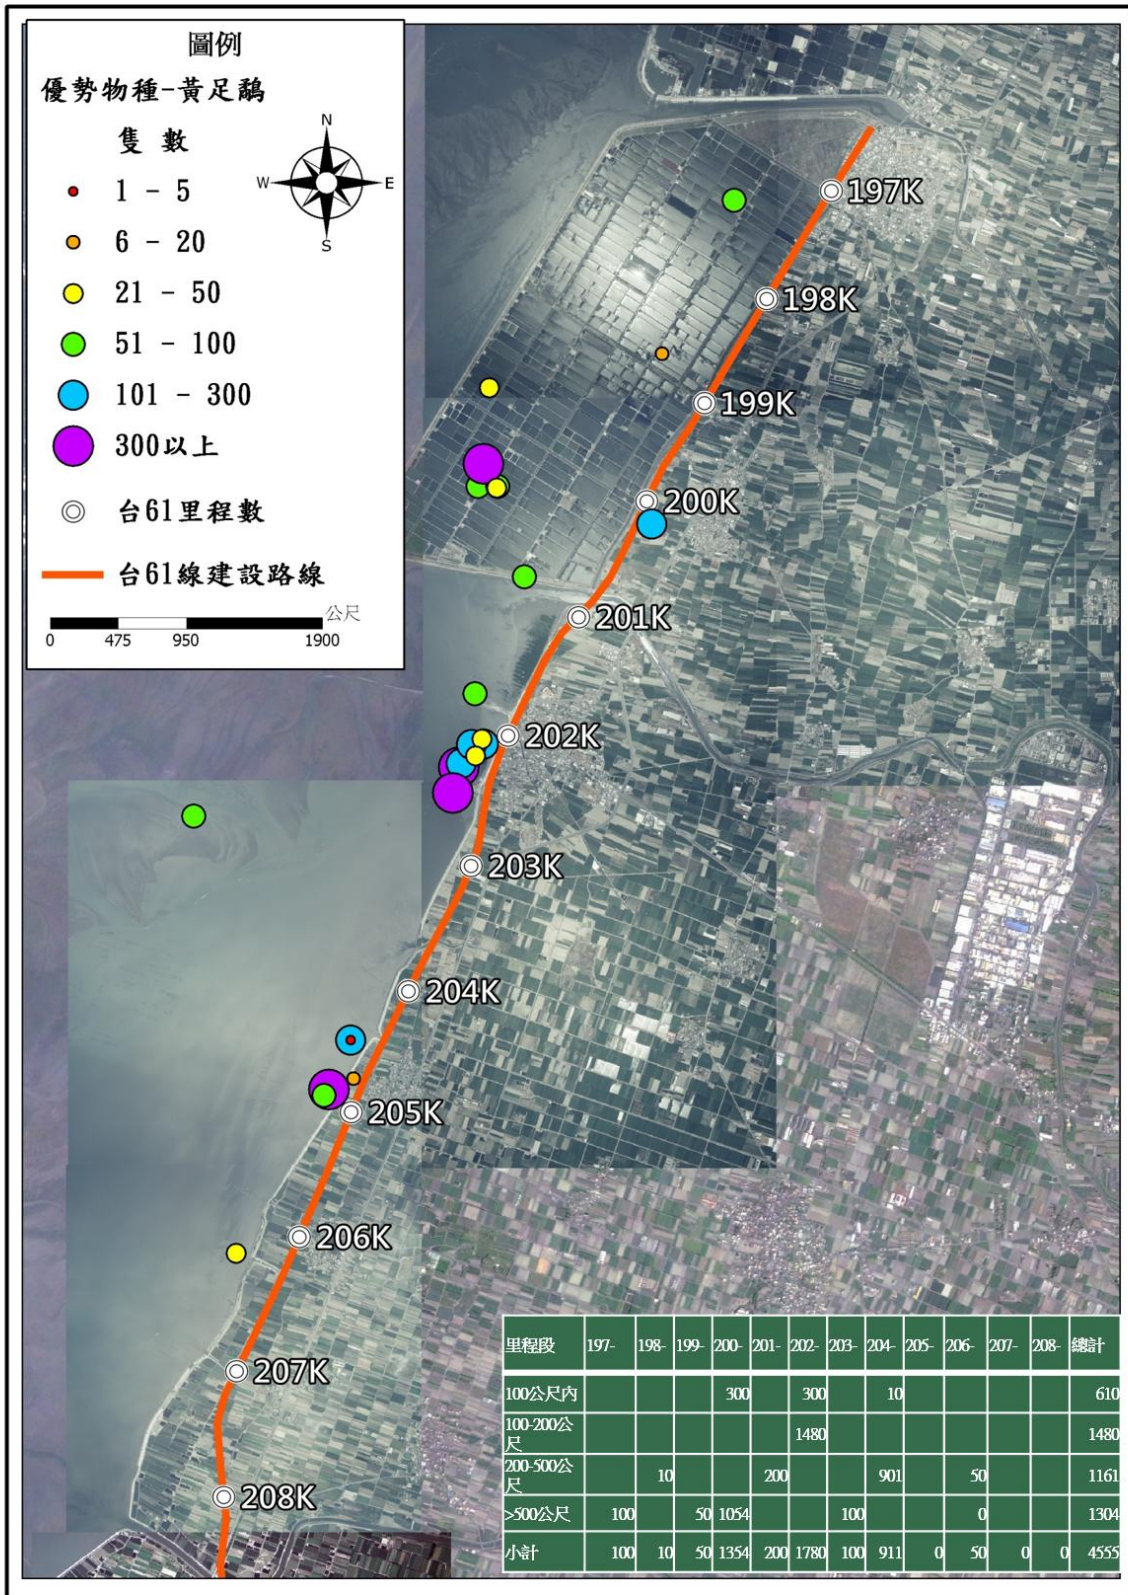 圖例
優勢物種-黃足鷸
隻 數
1 - 5
6 - 20
21 - 50
51 - 100
101 - 300
300以上
台61里程數
台61線建設路線
公尺
0 475 950 1900
N
W E
S
197K
198K
199K
200K
201K
202K
203K
204K
205K
206K
207K
208K
里程段 197- 198- 199- 200- 201- 202- 203- 204- 205- 206- 207- 208- 總計
100公尺內 300 300 10 610
100-200公尺 1480 1480
200-500公尺 10 200 901 50 1161
>500公尺 100 50 1054 100 0 1304
小計 100 10 50 1354 200 1780 100 911 0 50 0 0 4555